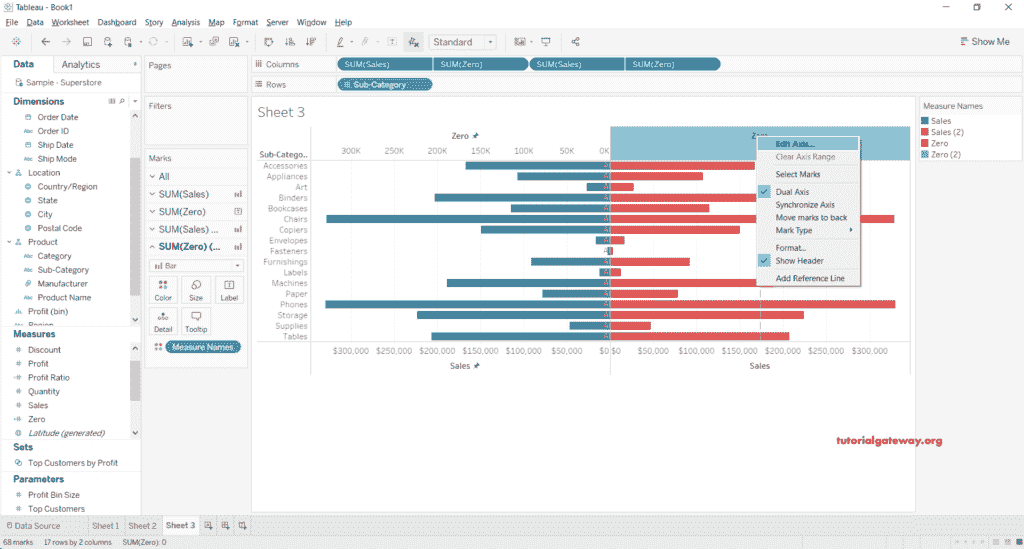 Tableau - Book1
File Data Worksheet Dashboard Story Analysis Map Format Server Window Help
Standard
Show Me
Data Analytics
Sample - Superstore
Dimensions
Order Date
Abc Order ID
Ship Date
Abc Ship Mode
Location
Country/Region
State
City
Postal Code
Product
Abc Category
Abc Sub-Category
Manufacturer
Abc Product Name
Profit (bin)
Region
Measures
# Discount
# Profit
Profit Ratio
# Quantity
# Sales
Zero
Latitude (generated)
Sets
Top Customers by Profit
Parameters
# Profit Bin Size
# Top Customers
Pages
Filters
Marks
All
SUM(Sales)
SUM(Zero)
SUM(Sales) ...
SUM(Zero) (...
Bar
Color Size Label
Detail Tooltip
Measure Names
Columns SUM(Sales) SUM(Zero) SUM(Sales) SUM(Zero)
Rows Sub-Category
Sheet 3
Zero
300K 250K 200K 150K 100K 50K 0K
Sub-Catego..
Accessories
Appliances
Art
Binders
Bookcases
Chairs
Copiers
Envelopes
Fasteners
Furnishings
Labels
Machines
Paper
Phones
Storage
Supplies
Tables
$300,000 $250,000 $200,000 $150,000 $100,000 $50,000 $0 $50,000 $100,000 $150,000 $200,000 $250,000 $300,000
Sales Sales
Edit Axis...
Clear Axis Range
Select Marks
Dual Axis
Synchronize Axis
Move marks to back
Mark Type
Format...
Show Header
Add Reference Line
Measure Names
Sales
Sales (2)
Zero
Zero (2)
tutorialgateway.org
Data Source Sheet 1 Sheet 2 Sheet 3
68 marks 17 rows by 2 columns SUM(Zero): 0